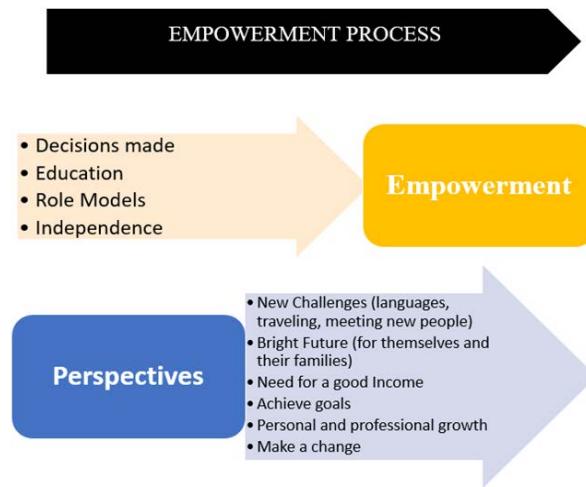 EMPOWERMENT PROCESS
• Decisions made
• Education
• Role Models
• Independence
Empowerment
Perspectives
• New Challenges (languages,
traveling, meeting new people)
• Bright Future (for themselves and
their families)
• Need for a good Income
• Achieve goals
• Personal and professional growth
• Make a change